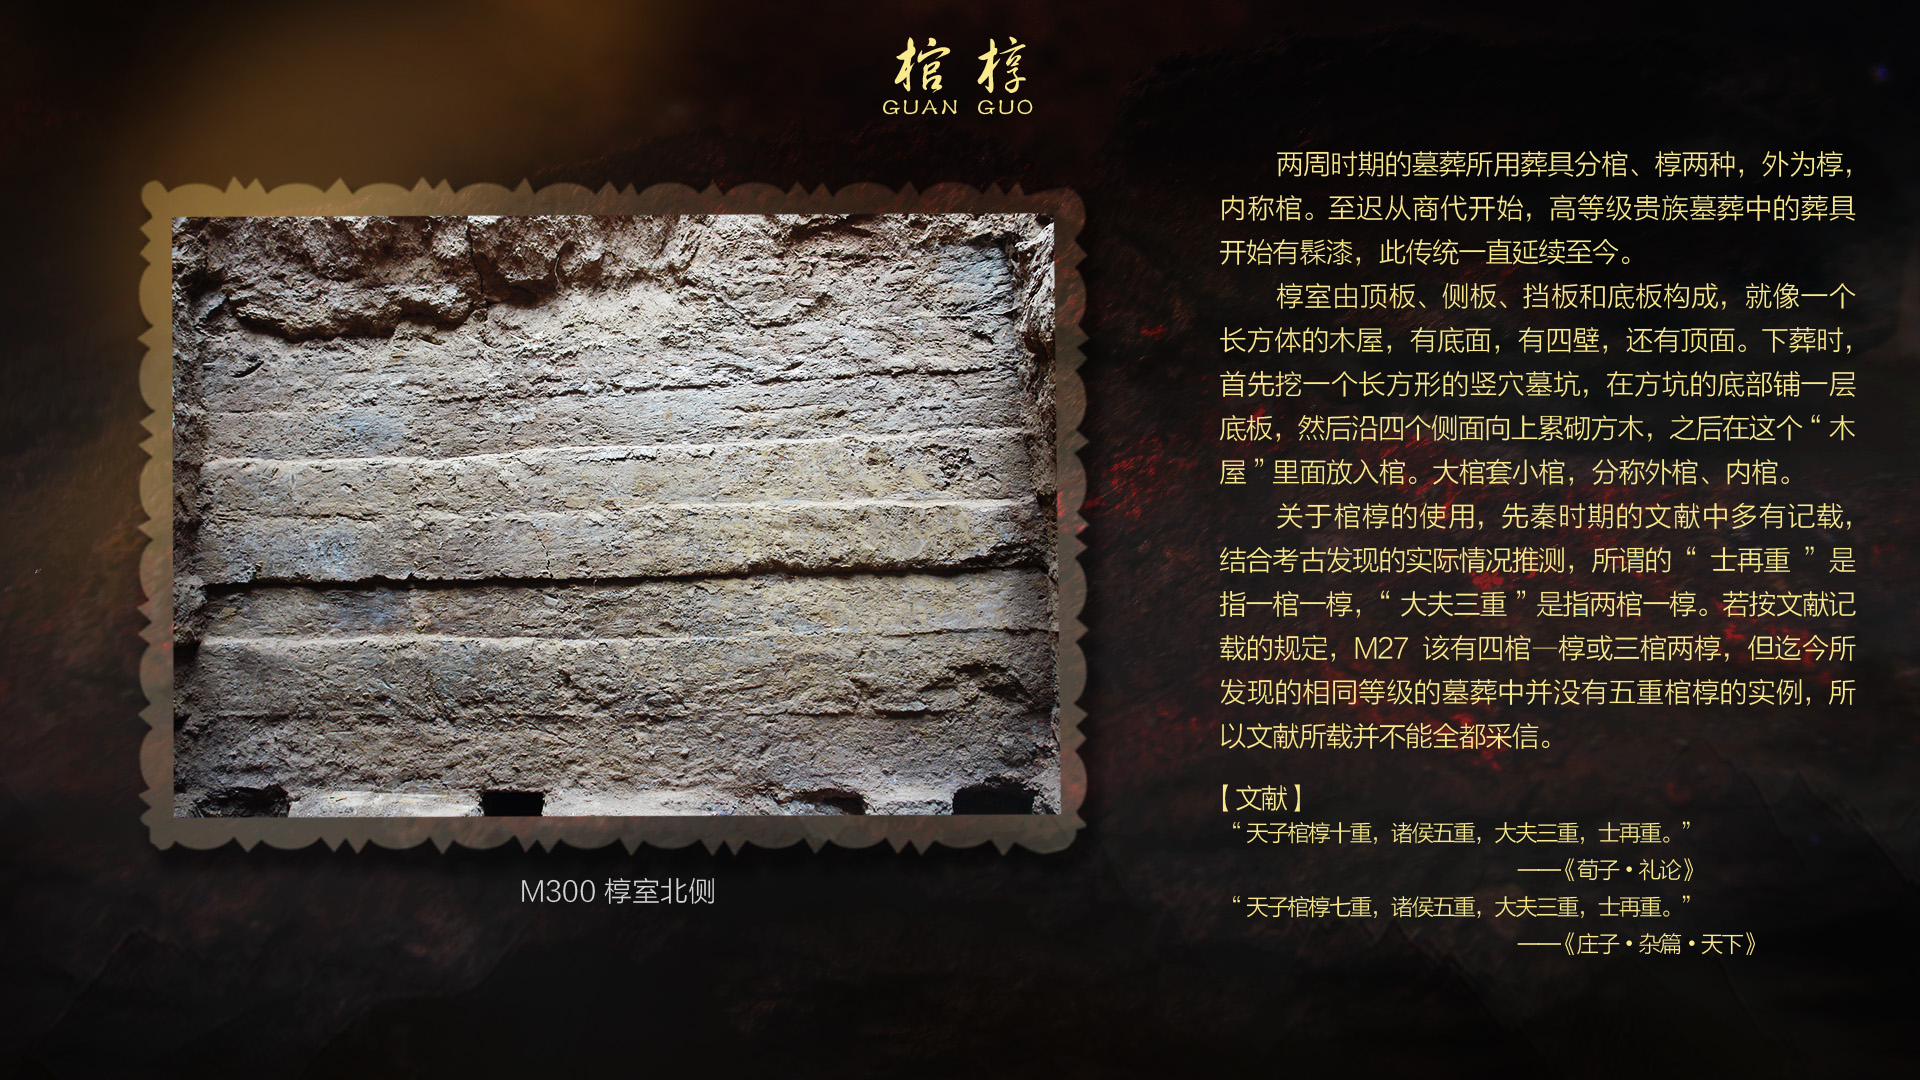 棺 椁
GUAN GUO
两周时期的墓葬所用葬具分棺、椁两种，外为椁，
内称棺。至迟从商代开始，高等级贵族墓葬中的葬具
开始有髹漆，此传统一直延续至今。
椁室由顶板、侧板、挡板和底板构成，就像一个
长方体的木屋，有底面，有四壁，还有顶面。下葬时，
首先挖一个长方形的竖穴墓坑，在方坑的底部铺一层
底板，然后沿四个侧面向上累砌方木，之后在这个“木
屋”里面放入棺。大棺套小棺，分称外棺、内棺。
关于棺椁的使用，先秦时期的文献中多有记载，
结合考古发现的实际情况推测，所谓的“ 士再重 ”是
指一棺一椁，“ 大夫三重 ”是指两棺一椁。若按文献记
载的规定，M27 该有四棺一椁或三棺两椁，但迄今所
发现的相同等级的墓葬中并没有五重棺椁的实例，所
以文献所载并不能全都采信。
【文献】
“天子棺椁十重，诸侯五重，大夫三重，士再重。”
——《荀子•礼论》
“天子棺椁七重，诸侯五重，大夫三重，士再重。”
——《庄子•杂篇•天下》
M300 椁室北侧